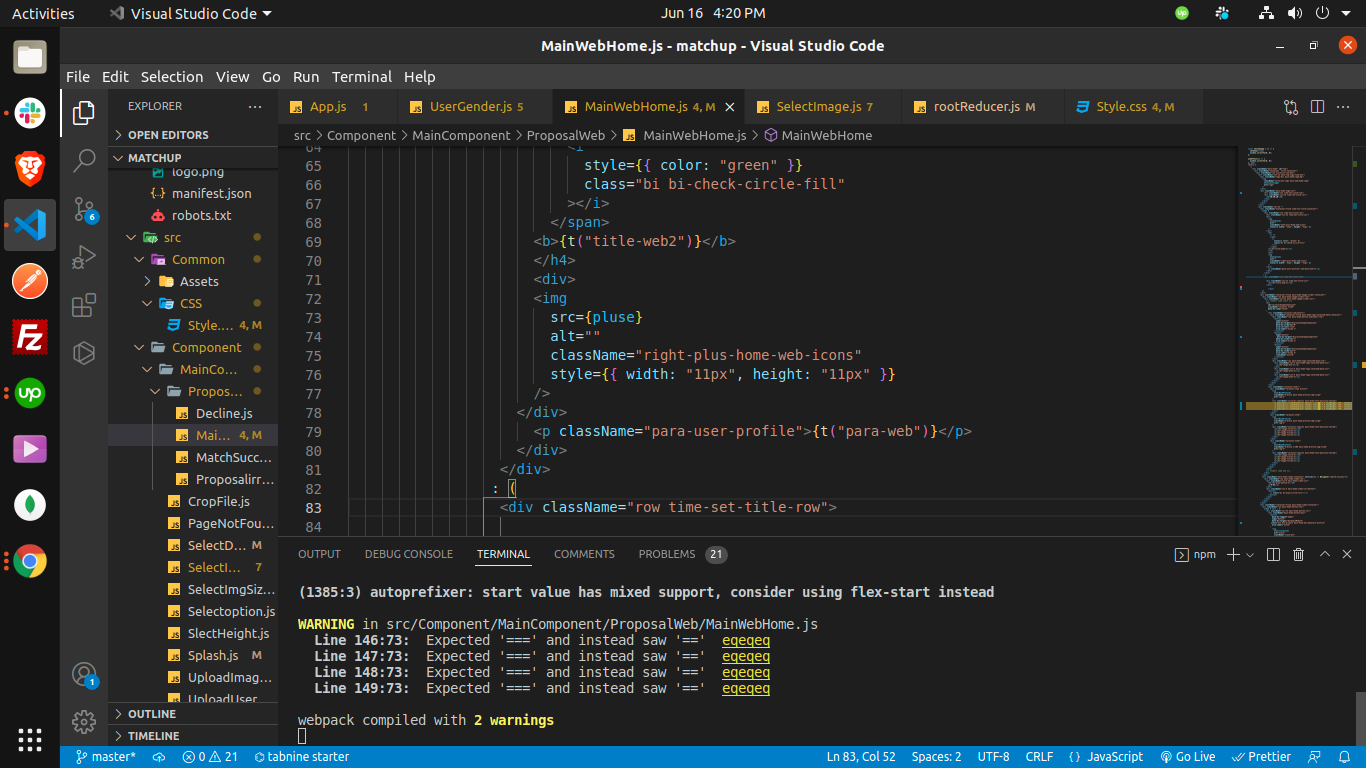 Activities
Visual Studio Code
Jun 16 4:20 PM
MainWebHome.js - matchup - Visual Studio Code
File Edit Selection View Go Run Terminal Help
EXPLORER
App.js 1
UserGender.js 5
MainWebHome.js 4, M
SelectImage.js 7
rootReducer.js M
Style.css 4, M
src > Component > MainComponent > ProposalWeb > MainWebHome.js > MainWebHome
OPEN EDITORS
MATCHUP
logo.png
manifest.json
robots.txt
src
Common
Assets
CSS
Style.... 4, M
Component
MainCo...
Propos...
Decline.js
Mai... 4, M
MatchSucc...
Proposalirr...
CropFile.js
PageNotFou...
SelectD... M
SelectI... 7
SelectImgSiz...
Selectoption.js
SlectHeight.js
Splash.js M
UploadImag...
UploadUser
OUTLINE
TIMELINE
6
1
64 <i
65 style={{ color: "green" }}
66 class="bi bi-check-circle-fill"
67 ></i>
68 </span>
69 <b>{t("title-web2")}</b>
70 </h4>
71 <div>
72 <img
73 src={pluse}
74 alt=""
75 className="right-plus-home-web-icons"
76 style={{ width: "11px", height: "11px" }}
77 />
78 </div>
79 <p className="para-user-profile">{t("para-web")}</p>
80 </div>
81 </div>
82 : (
83 <div className="row time-set-title-row">
84
OUTPUT DEBUG CONSOLE TERMINAL COMMENTS PROBLEMS 21
npm
(1385:3) autoprefixer: start value has mixed support, consider using flex-start instead
WARNING in src/Component/MainComponent/ProposalWeb/MainWebHome.js
Line 146:73: Expected '===' and instead saw '==' eqeqeq
Line 147:73: Expected '===' and instead saw '==' eqeqeq
Line 148:73: Expected '===' and instead saw '==' eqeqeq
Line 149:73: Expected '===' and instead saw '==' eqeqeq
webpack compiled with 2 warnings
master* 0 21 tabnine starter
Ln 83, Col 52 Spaces: 2 UTF-8 CRLF {} JavaScript Go Live Prettier